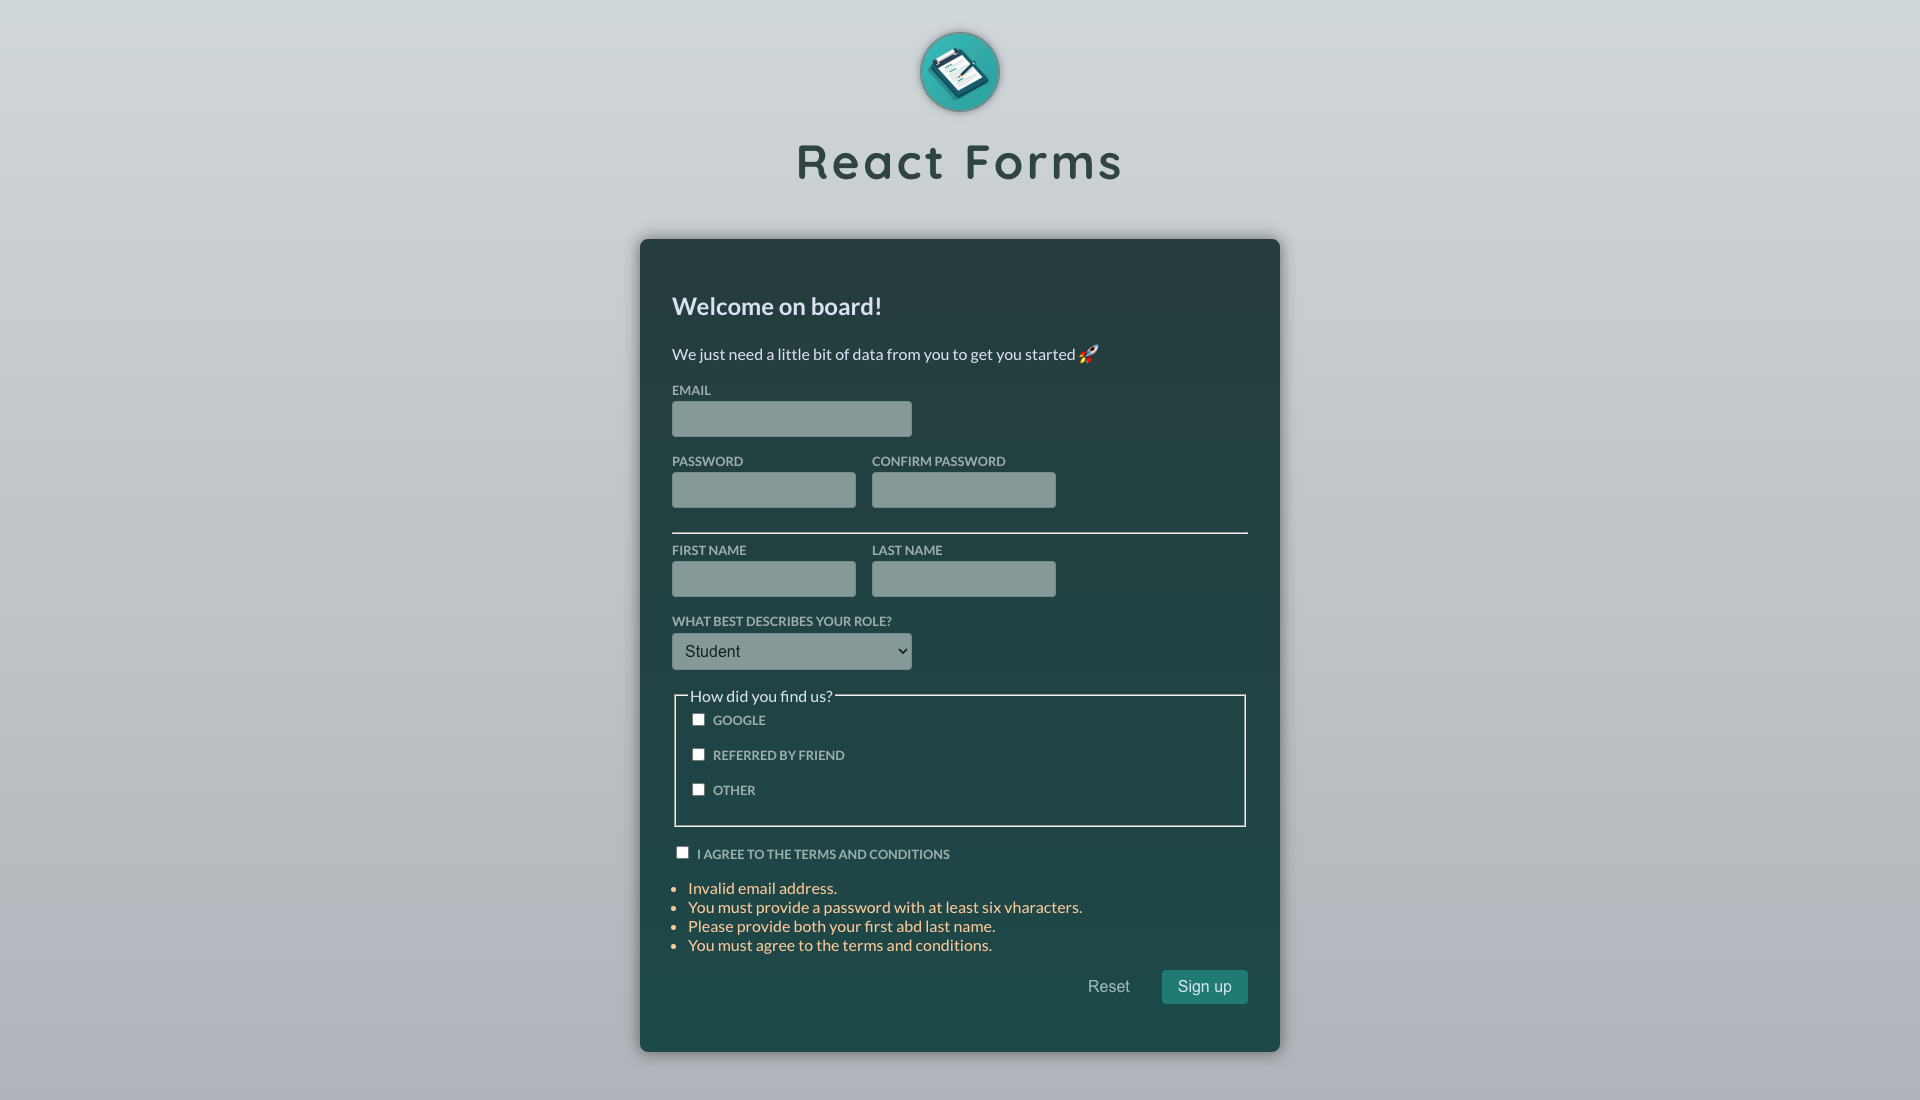 React Forms
Welcome on board!
We just need a little bit of data from you to get you started 🚀
EMAIL
PASSWORD CONFIRM PASSWORD
FIRST NAME LAST NAME
WHAT BEST DESCRIBES YOUR ROLE?
Student
How did you find us?
GOOGLE
REFERRED BY FRIEND
OTHER
I AGREE TO THE TERMS AND CONDITIONS
• Invalid email address.
• You must provide a password with at least six vharacters.
• Please provide both your first abd last name.
• You must agree to the terms and conditions.
Reset Sign up